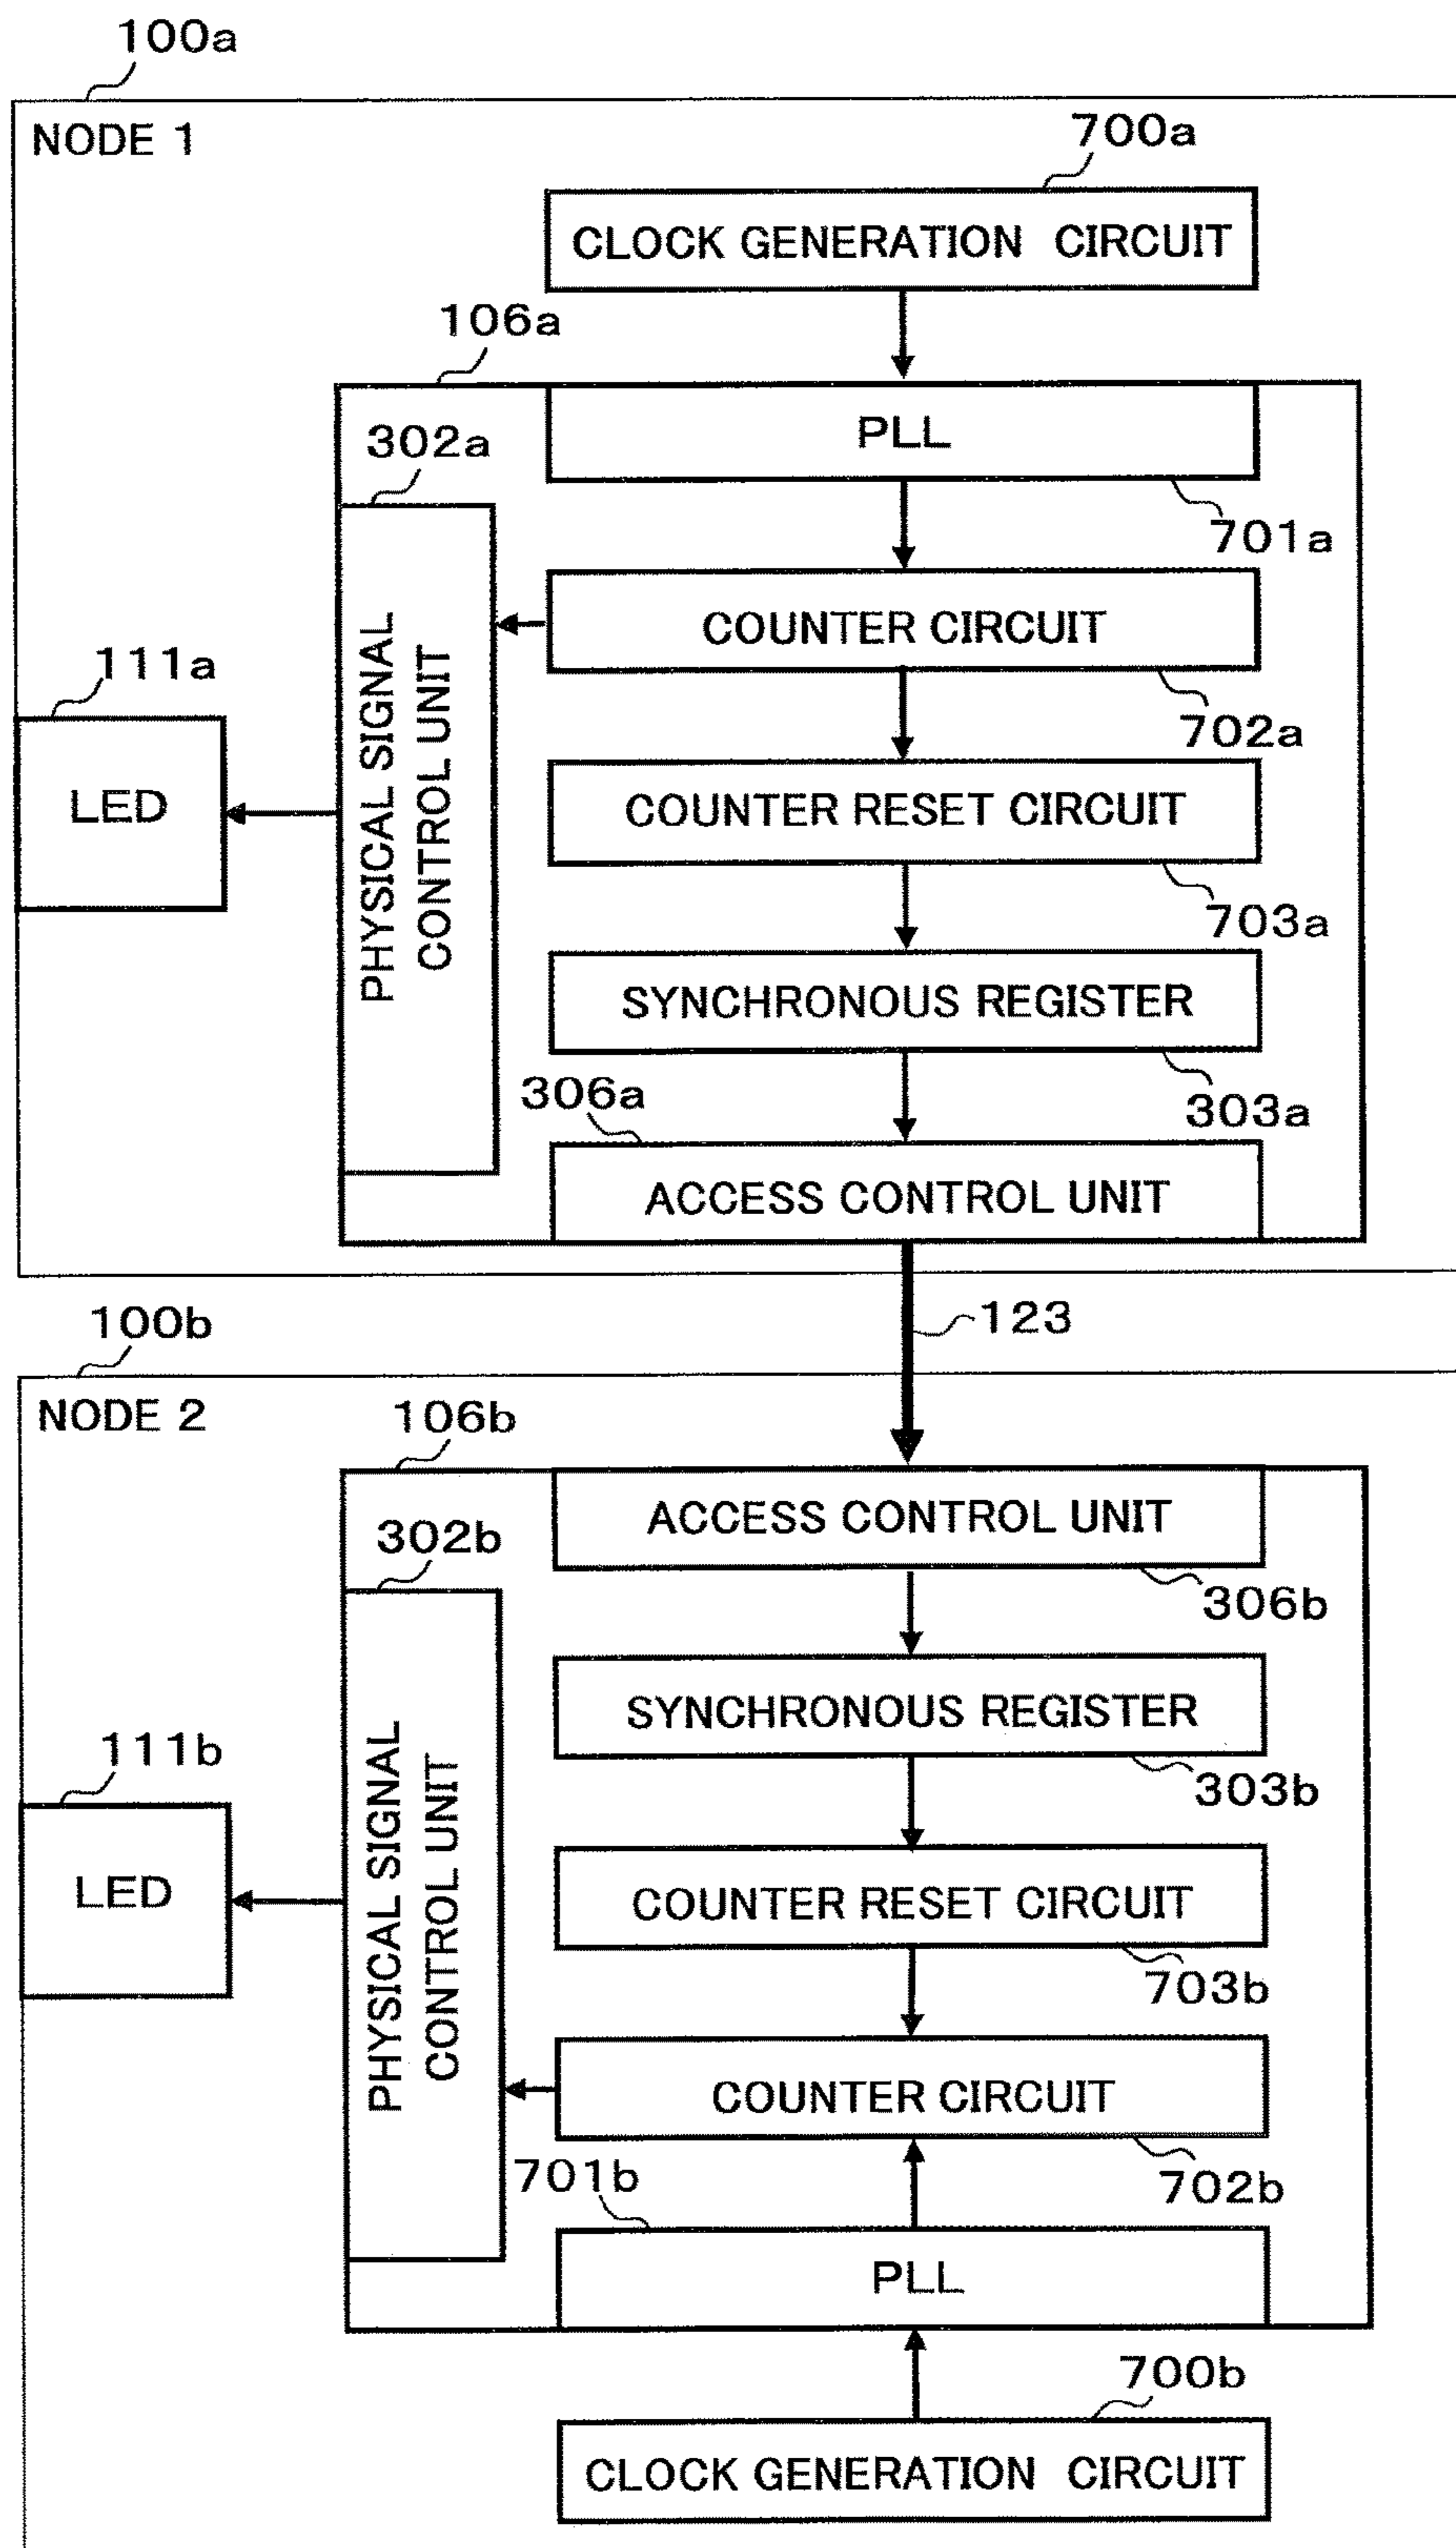 100a
NODE 1
700a
CLOCK GENERATION CIRCUIT
106a
PLL
302a
701a
COUNTER CIRCUIT
702a
111a
LED
PHYSICAL SIGNAL
CONTROL UNIT
COUNTER RESET CIRCUIT
703a
SYNCHRONOUS REGISTER
303a
306a
ACCESS CONTROL UNIT
123
100b
NODE 2
106b
ACCESS CONTROL UNIT
302b
306b
SYNCHRONOUS REGISTER
303b
111b
LED
PHYSICAL SIGNAL
CONTROL UNIT
COUNTER RESET CIRCUIT
703b
COUNTER CIRCUIT
702b
701b
PLL
700b
CLOCK GENERATION CIRCUIT